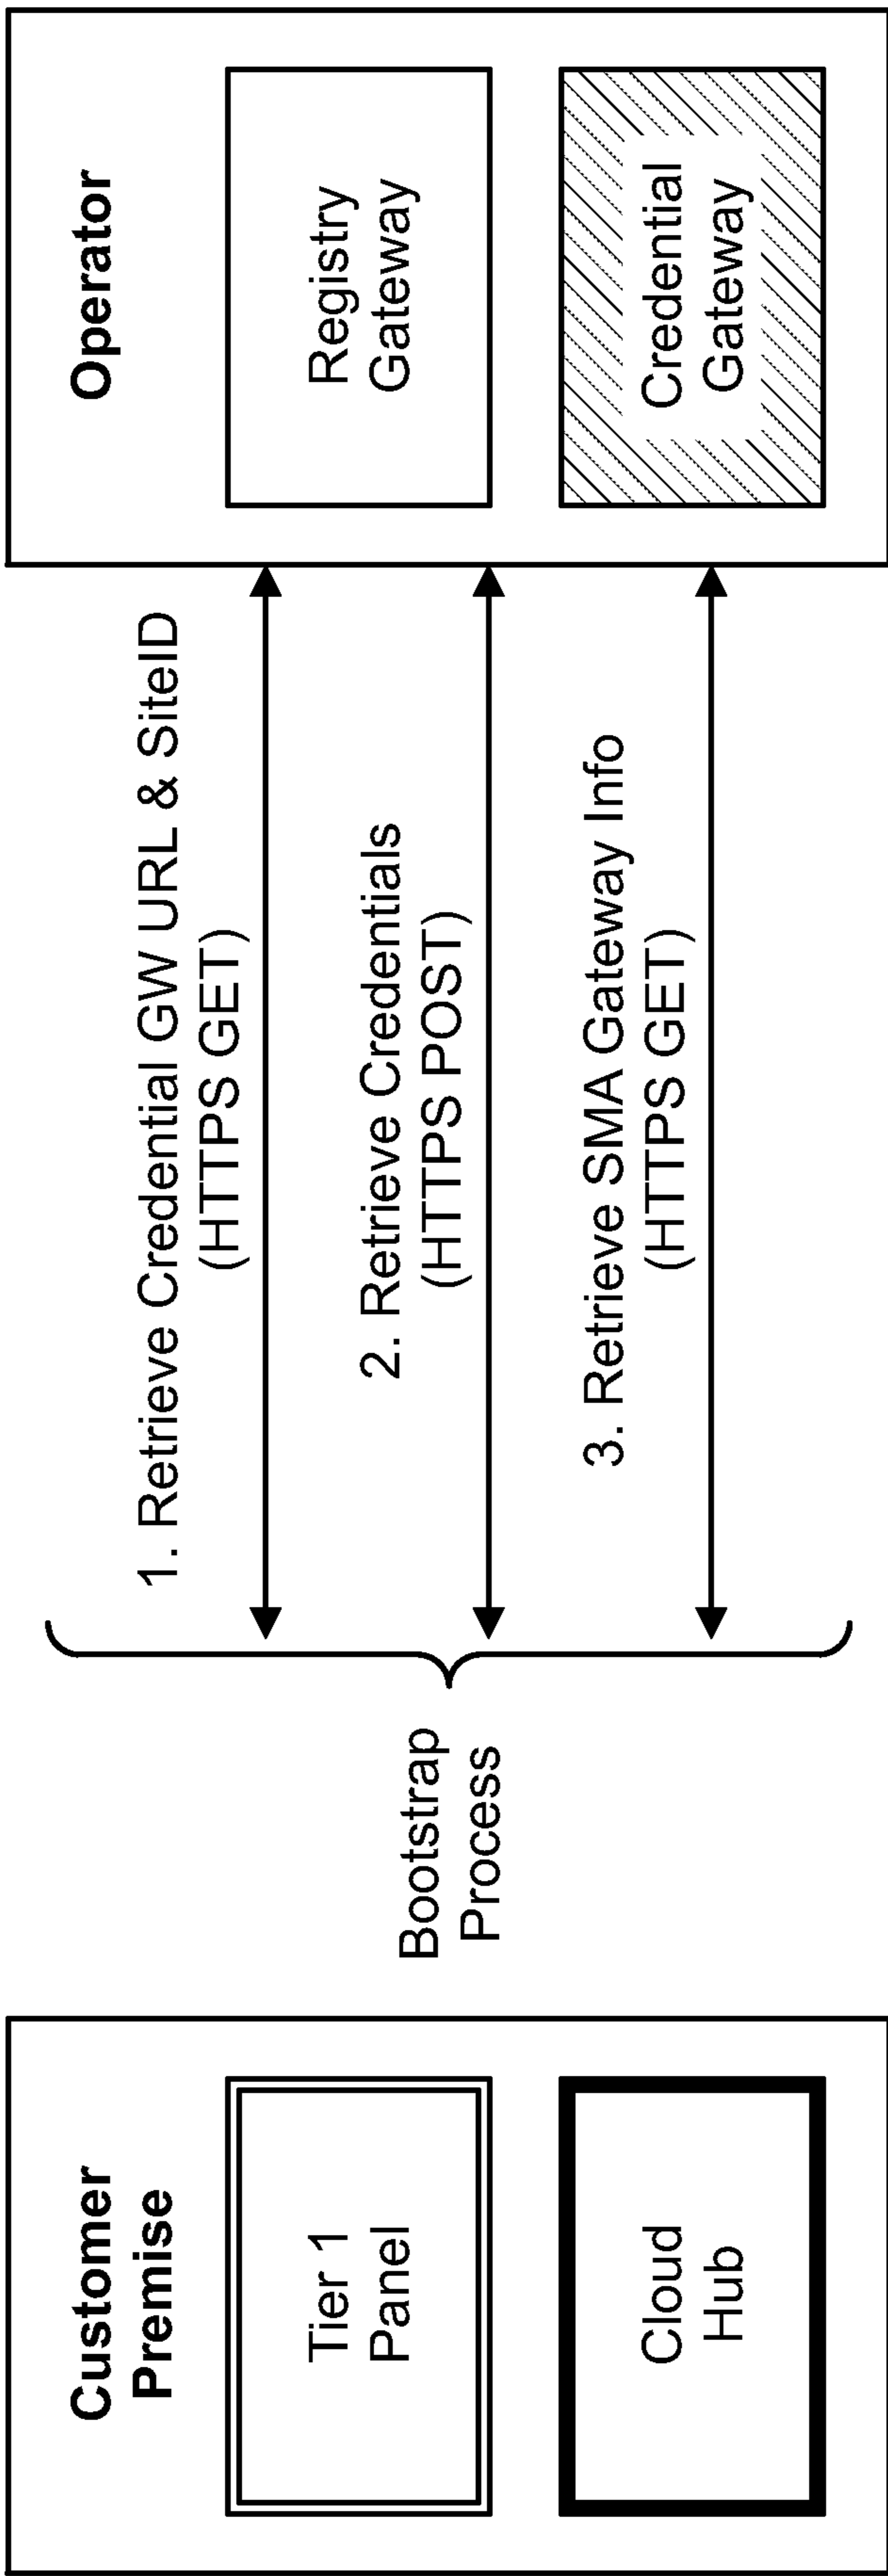 Customer
Premise
Tier 1
Panel
Cloud
Hub
Bootstrap
Process
1. Retrieve Credential GW URL & SiteID
(HTTPS GET)
2. Retrieve Credentials
(HTTPS POST)
3. Retrieve SMA Gateway Info
(HTTPS GET)
Operator
Registry
Gateway
Credential
Gateway